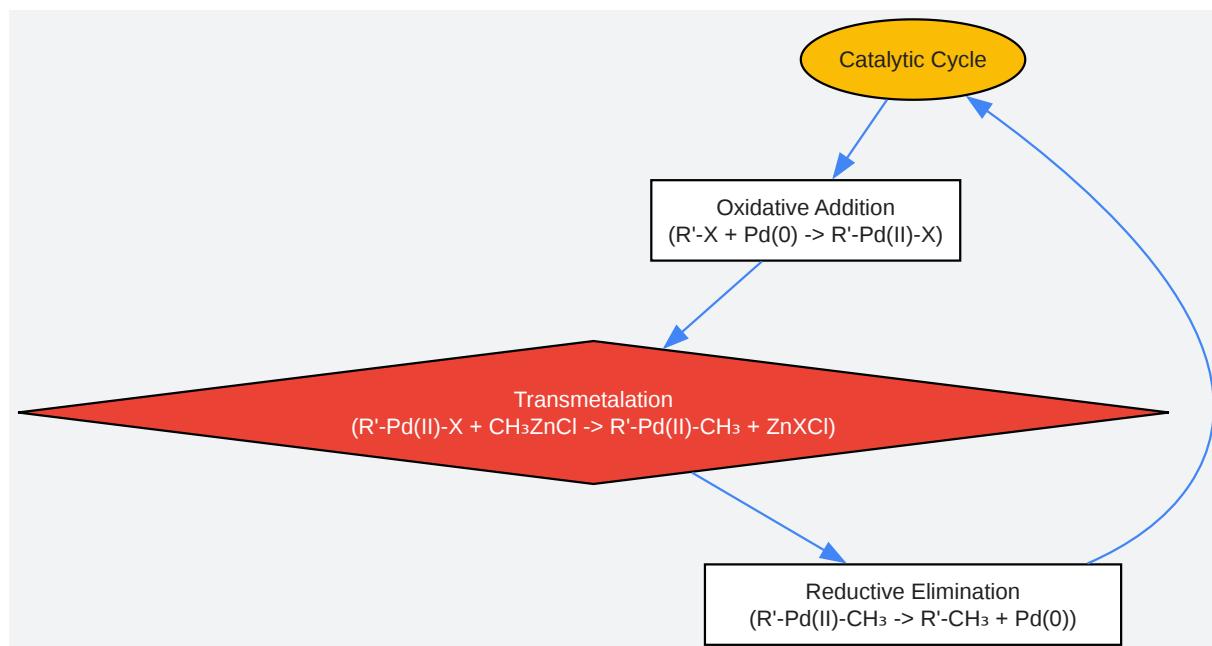 Catalytic Cycle
Oxidative Addition
(R'-X + Pd(0) -> R'-Pd(II)-X)
Transmetalation
(R'-Pd(II)-X + CH₃ZnCl -> R'-Pd(II)-CH₃ + ZnXCl)
Reductive Elimination
(R'-Pd(II)-CH₃ -> R'-CH₃ + Pd(0))